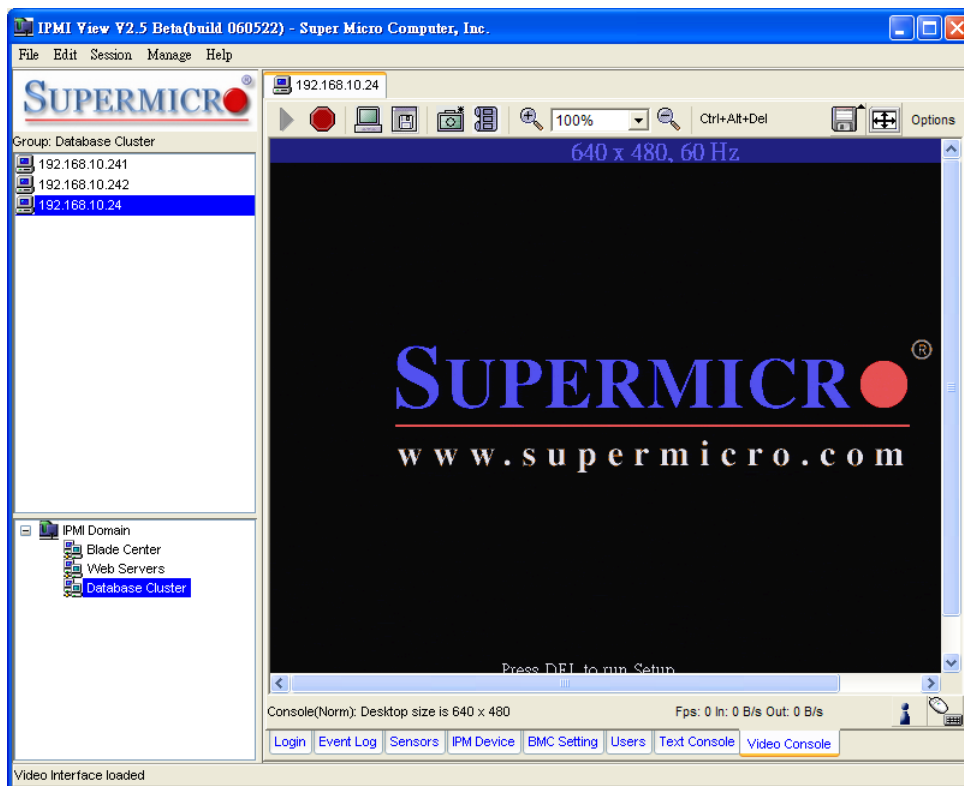 IPMI View V2.5 Beta(build 060522) - Super Micro Computer, Inc.
File Edit Session Manage Help
SUPERMICRO®
Group: Database Cluster
192.168.10.241
192.168.10.242
192.168.10.24
IPMI Domain
Blade Center
Web Servers
Database Cluster
192.168.10.24
100% Ctrl+Alt+Del Options
640 x 480, 60 Hz
SUPERMICRO®
www.supermicro.com
Press DEL to run Setup
Console(Norm): Desktop size is 640 x 480 Fps: 0 In: 0 B/s Out: 0 B/s
Login Event Log Sensors IPM Device BMC Setting Users Text Console Video Console
Video Interface loaded